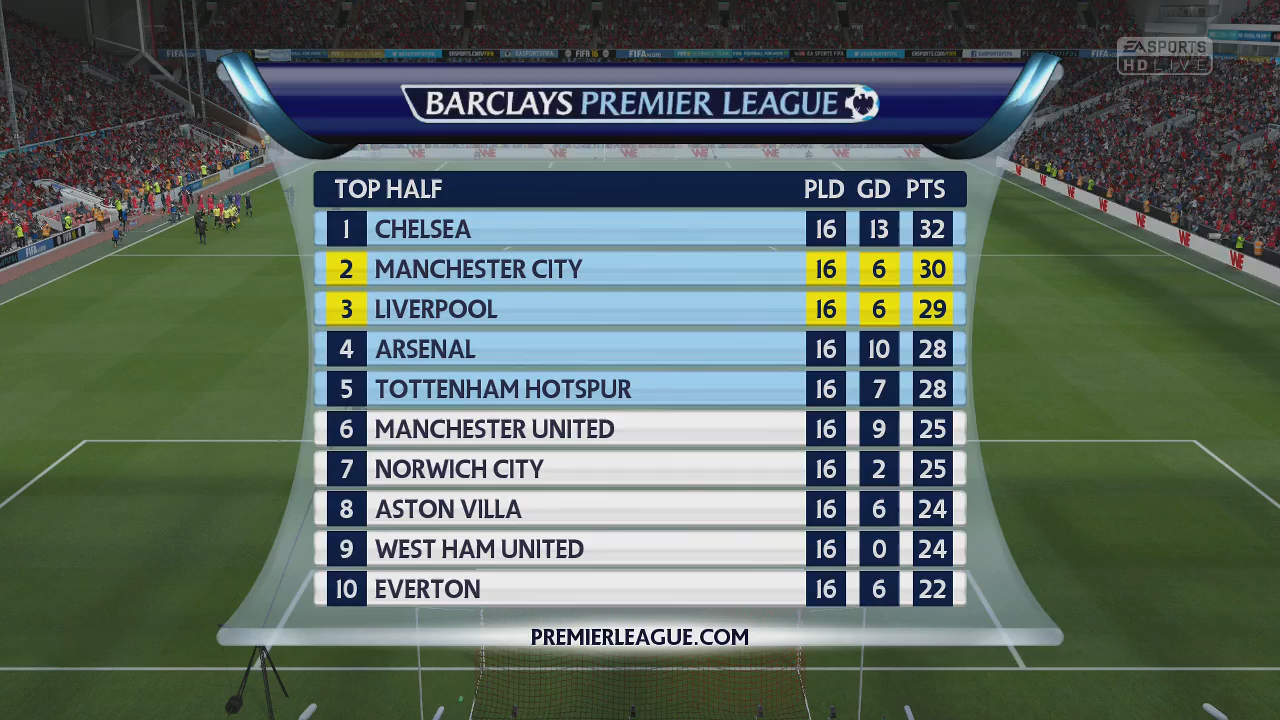 EA SPORTS
HD LIVE
BARCLAYS PREMIER LEAGUE
TOP HALF PLD GD PTS
1 CHELSEA 16 13 32
2 MANCHESTER CITY 16 6 30
3 LIVERPOOL 16 6 29
4 ARSENAL 16 10 28
5 TOTTENHAM HOTSPUR 16 7 28
6 MANCHESTER UNITED 16 9 25
7 NORWICH CITY 16 2 25
8 ASTON VILLA 16 6 24
9 WEST HAM UNITED 16 0 24
10 EVERTON 16 6 22
PREMIERLEAGUE.COM